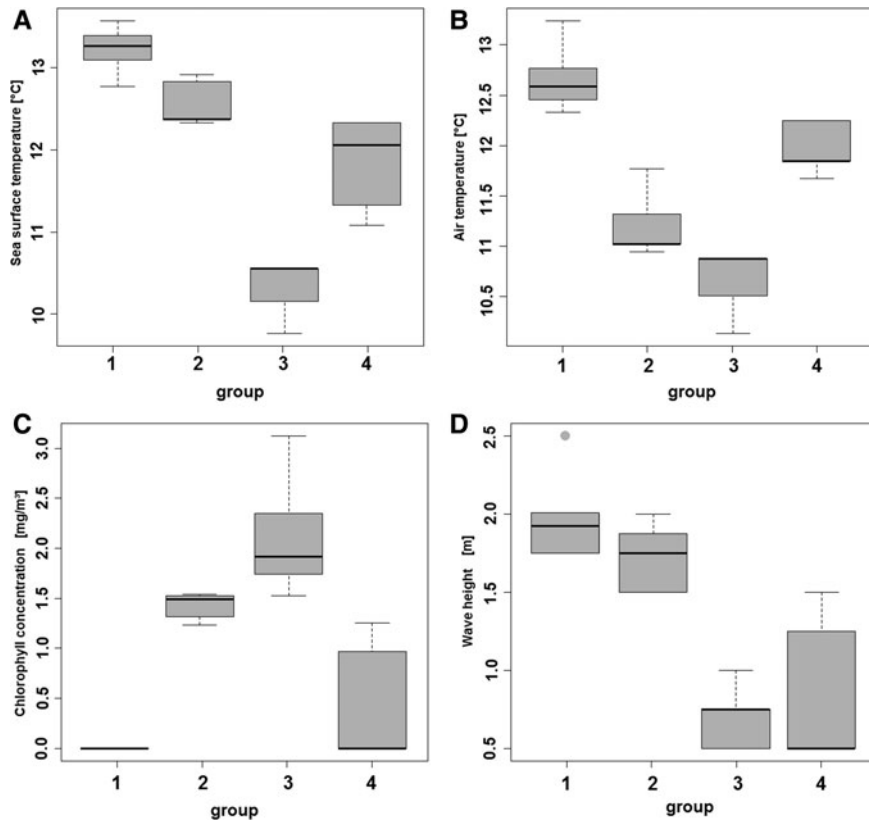 A
Sea surface temperature [°C]
13
12
11
10
1 2 3 4
group
B
Air temperature [°C]
13
12.5
12
11.5
11
10.5
1 2 3 4
group
C
Chlorophyll concentration [mg/m³]
3.0
2.5
2.0
1.5
1.0
0.5
0.0
1 2 3 4
group
D
Wave height [m]
2.5
2.0
1.5
1.0
0.5
1 2 3 4
group